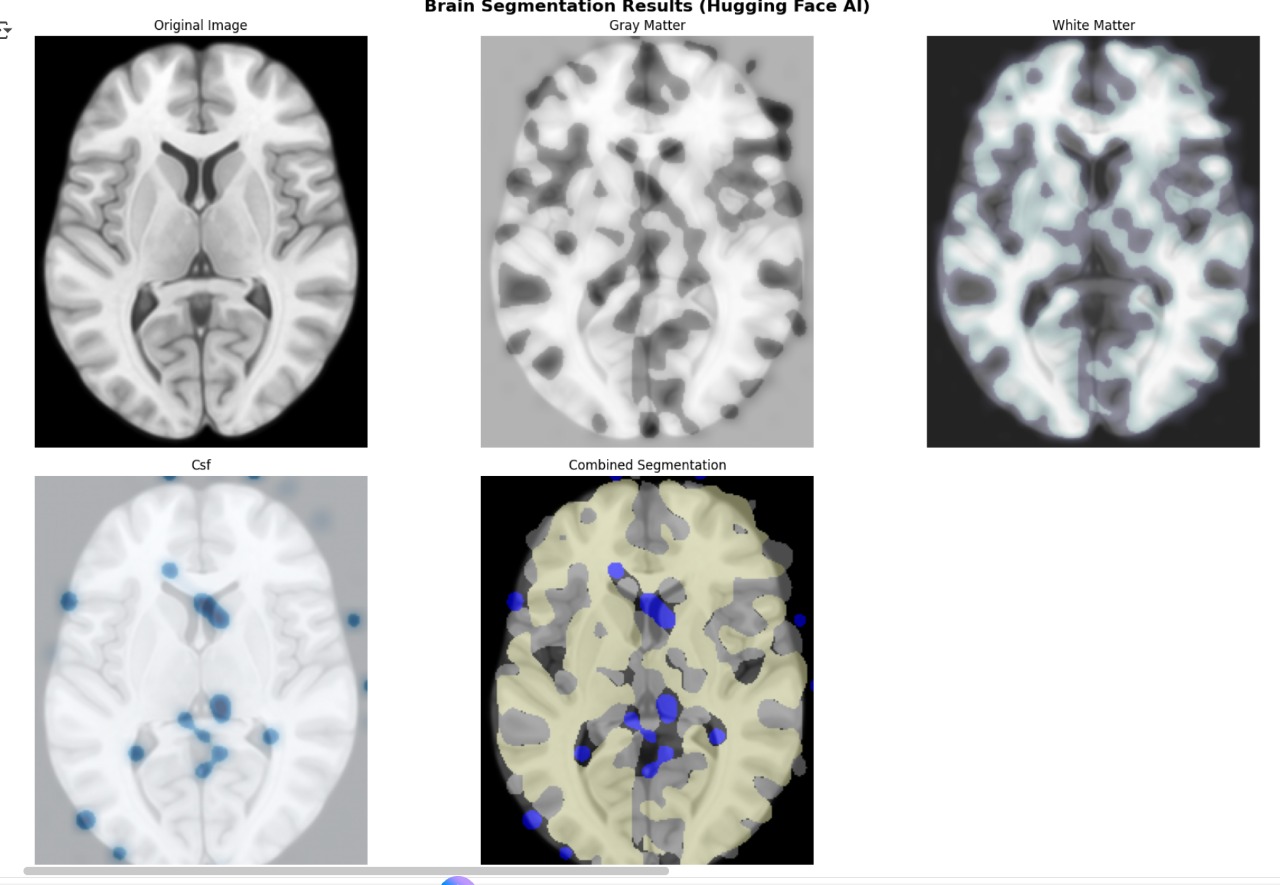 Brain Segmentation Results (Hugging Face AI)
Original Image
Gray Matter
White Matter
Csf
Combined Segmentation